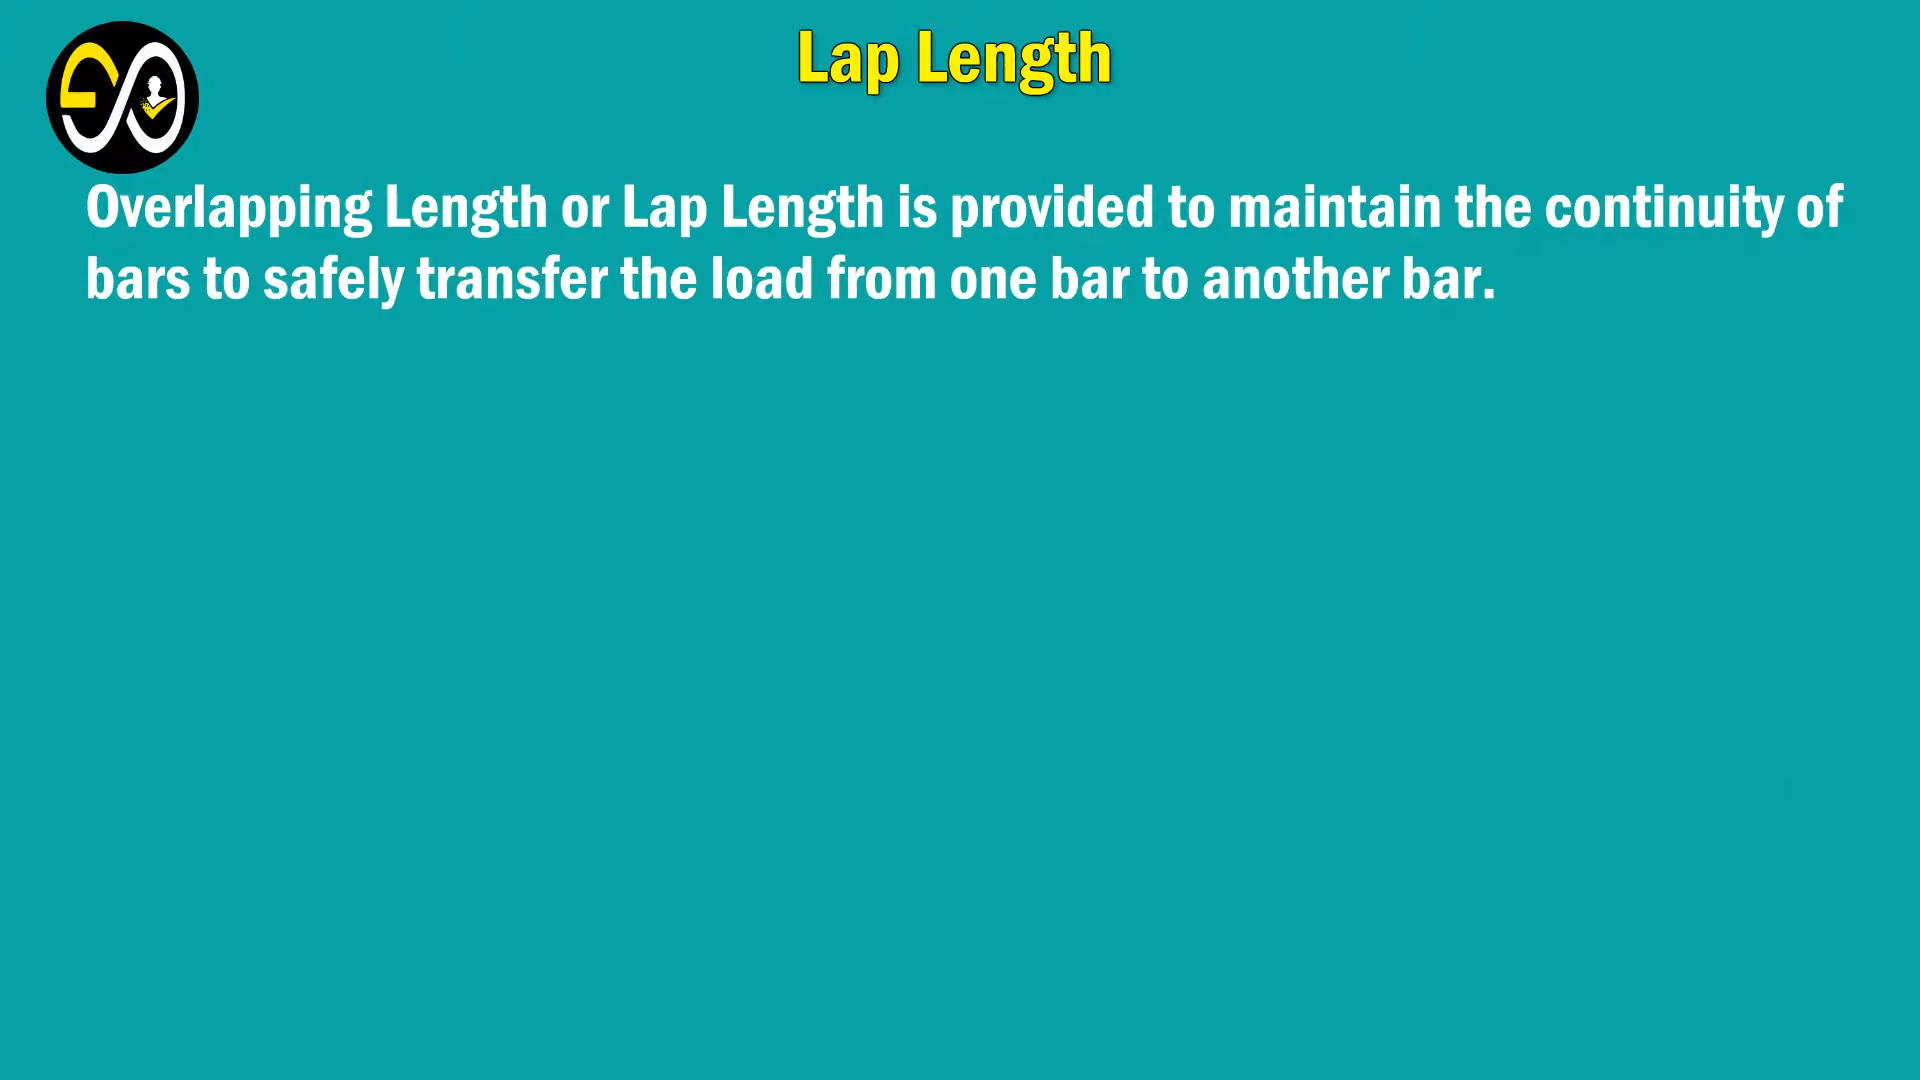 Lap Length
Overlapping Length or Lap Length is provided to maintain the continuity of
bars to safely transfer the load from one bar to another bar.